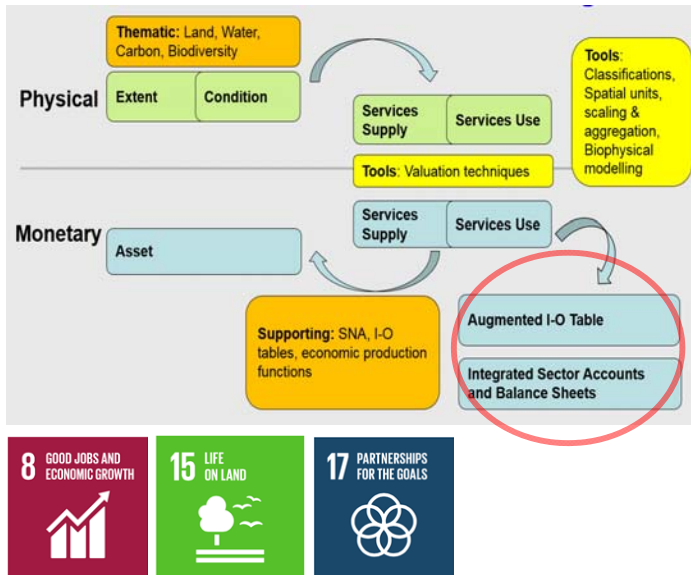 Thematic: Land, Water,
Carbon, Biodiversity
Physical
Extent
Condition
Services
Supply
Services Use
Tools:
Classifications,
Spatial units,
scaling &
aggregation,
Biophysical
modelling
Tools: Valuation techniques
Monetary
Asset
Services
Supply
Services Use
Supporting: SNA, I-O
tables, economic production
functions
Augmented I-O Table
Integrated Sector Accounts
and Balance Sheets
8 GOOD JOBS AND
ECONOMIC GROWTH
15 LIFE
ON LAND
17 PARTNERSHIPS
FOR THE GOALS